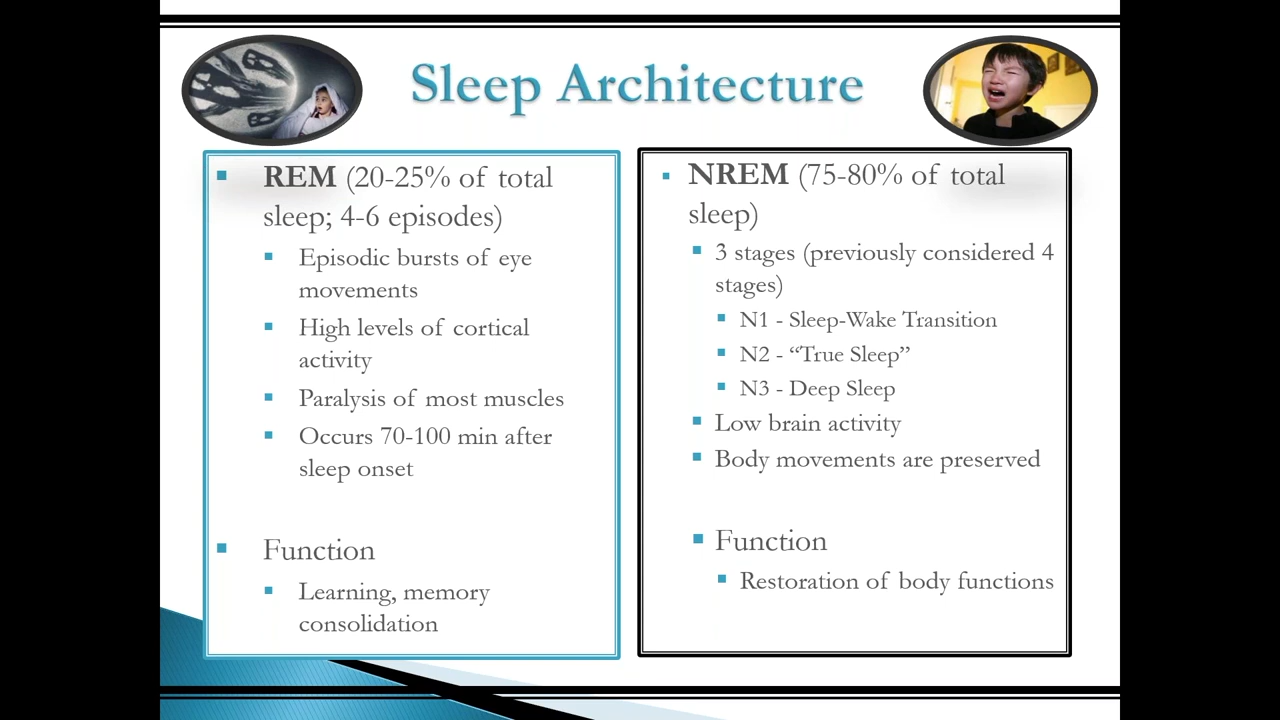 Sleep Architecture
REM (20-25% of total
sleep; 4-6 episodes)
Episodic bursts of eye
movements
High levels of cortical
activity
Paralysis of most muscles
Occurs 70-100 min after
sleep onset
Function
Learning, memory
consolidation
NREM (75-80% of total
sleep)
3 stages (previously considered 4
stages)
N1 - Sleep-Wake Transition
N2 - “True Sleep”
N3 - Deep Sleep
Low brain activity
Body movements are preserved
Function
Restoration of body functions